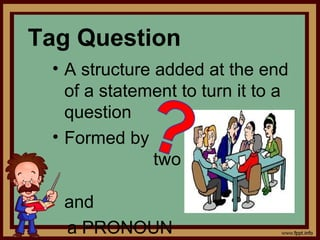 Tag Question
• A structure added at the end
of a statement to turn it to a
question
• Formed by
two
and
a PRONOUN
?
www.fppt.info